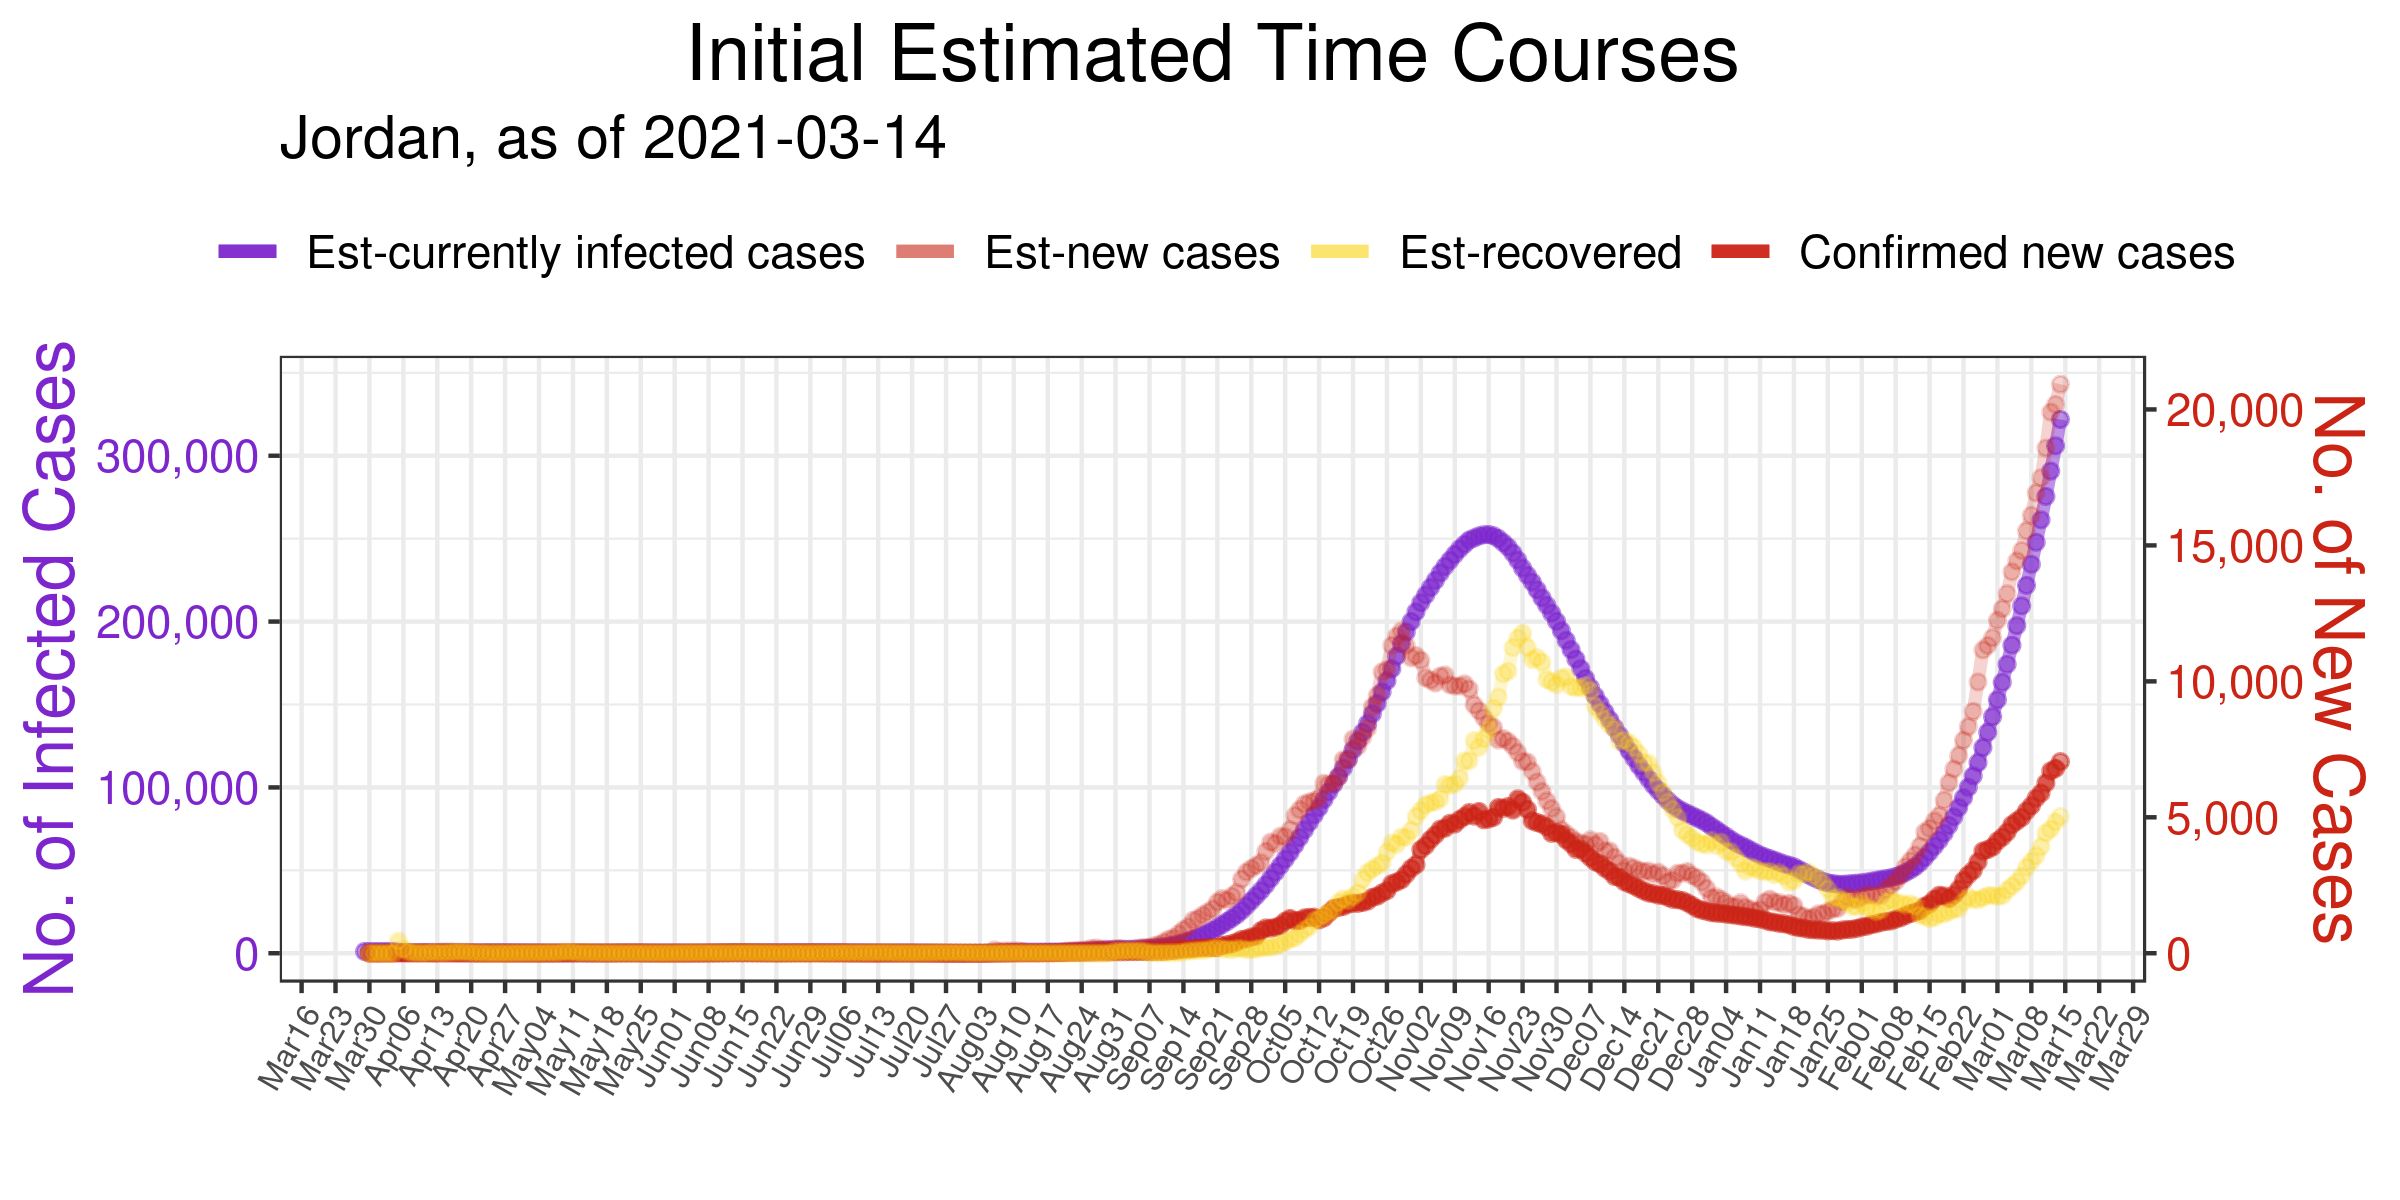 Initial Estimated Time Courses
Jordan, as of 2021-03-14
Est-currently infected cases
Est-new cases
Est-recovered
Confirmed new cases
No. of Infected Cases
300,000
200,000
100,000
0
20,000
15,000
10,000
5,000
0
No. of New Cases
Mar16
Mar23
Mar30
Apr06
Apr13
Apr20
Apr27
May04
May11
May18
May25
Jun01
Jun08
Jun15
Jun22
Jun29
Jul06
Jul13
Jul20
Jul27
Aug03
Aug10
Aug17
Aug24
Aug31
Sep07
Sep14
Sep21
Sep28
Oct05
Oct12
Oct19
Oct26
Nov02
Nov09
Nov16
Nov23
Nov30
Dec07
Dec14
Dec21
Dec28
Jan04
Jan11
Jan18
Jan25
Feb01
Feb08
Feb15
Feb22
Mar01
Mar08
Mar15
Mar22
Mar29